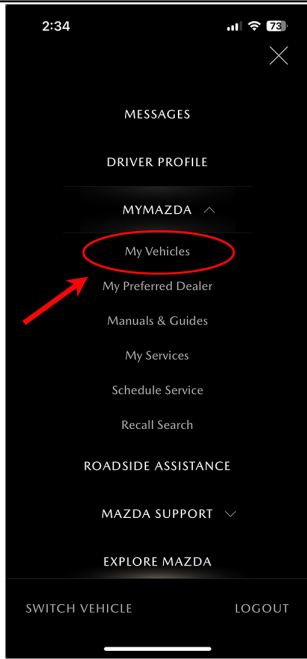 2:34
73
MESSAGES
DRIVER PROFILE
MYMAZDA
My Vehicles
My Preferred Dealer
Manuals & Guides
My Services
Schedule Service
Recall Search
ROADSIDE ASSISTANCE
MAZDA SUPPORT
EXPLORE MAZDA
SWITCH VEHICLE LOGOUT